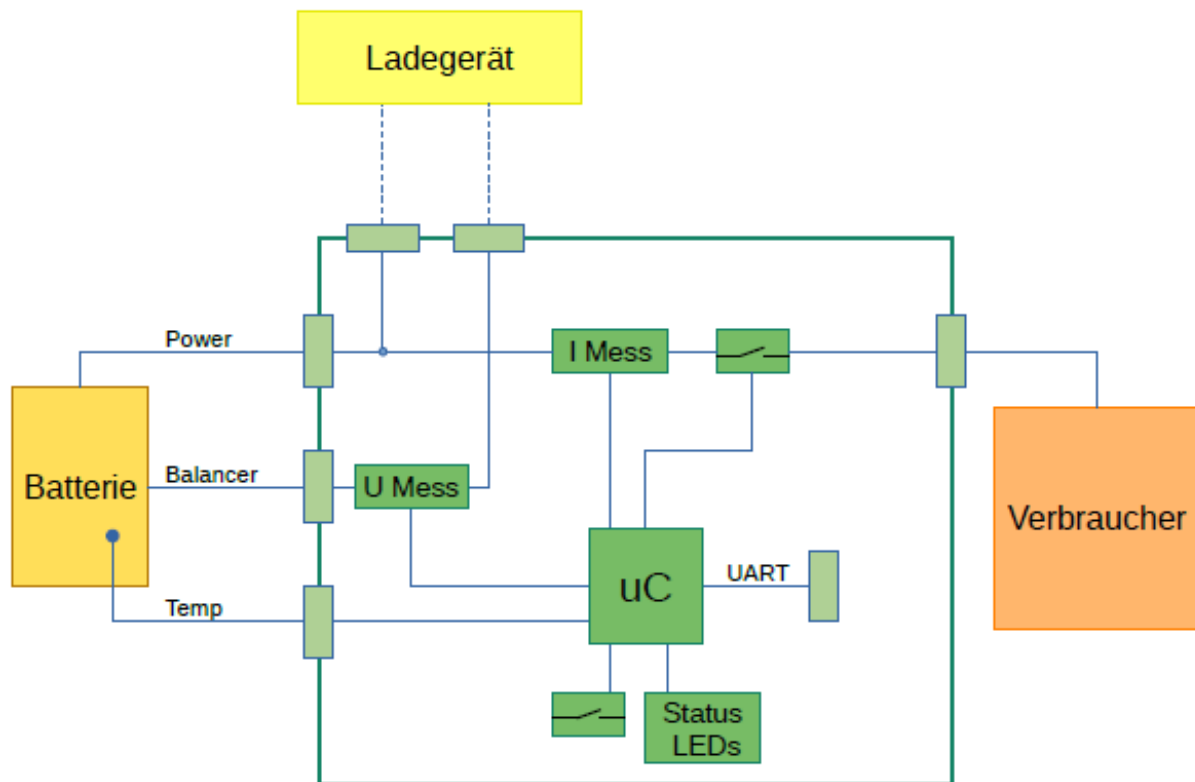 Ladegerät
Power
I Mess
Batterie
Balancer
U Mess
Verbraucher
uC
UART
Temp
Status
LEDs